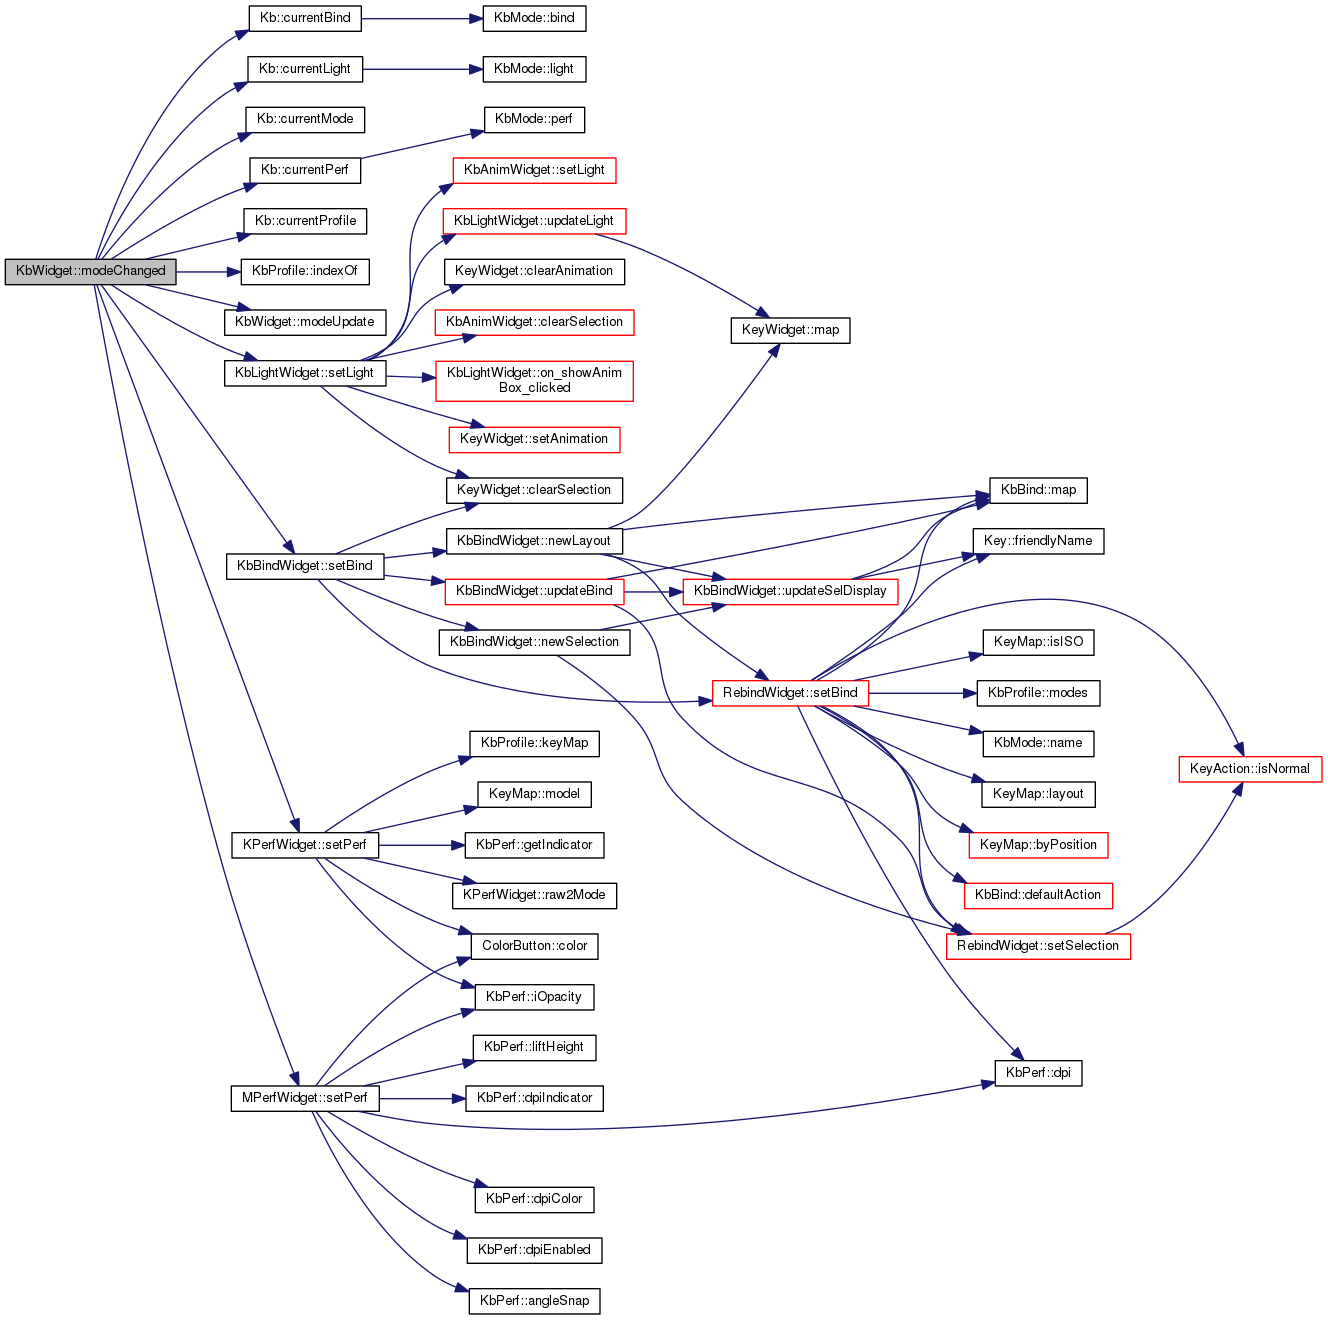 Kb::currentBind
KbMode::bind
Kb::currentLight
KbMode::light
Kb::currentMode
KbMode::perf
Kb::currentPerf
KbAnimWidget::setLight
Kb::currentProfile
KbLightWidget::updateLight
KbWidget::modeChanged
KbProfile::indexOf
KeyWidget::clearAnimation
KbWidget::modeUpdate
KbAnimWidget::clearSelection
KeyWidget::map
KbLightWidget::setLight
KbLightWidget::on_showAnim
Box_clicked
KeyWidget::setAnimation
KeyWidget::clearSelection
KbBind::map
KbBindWidget::newLayout
Key::friendlyName
KbBindWidget::setBind
KbBindWidget::updateBind
KbBindWidget::updateSelDisplay
KbBindWidget::newSelection
KeyMap::isISO
RebindWidget::setBind
KbProfile::modes
KbProfile::keyMap
KbMode::name
KeyAction::isNormal
KeyMap::model
KeyMap::layout
KPerfWidget::setPerf
KbPerf::getIndicator
KeyMap::byPosition
KPerfWidget::raw2Mode
KbBind::defaultAction
ColorButton::color
RebindWidget::setSelection
KbPerf::iOpacity
KbPerf::liftHeight
KbPerf::dpi
MPerfWidget::setPerf
KbPerf::dpiIndicator
KbPerf::dpiColor
KbPerf::dpiEnabled
KbPerf::angleSnap